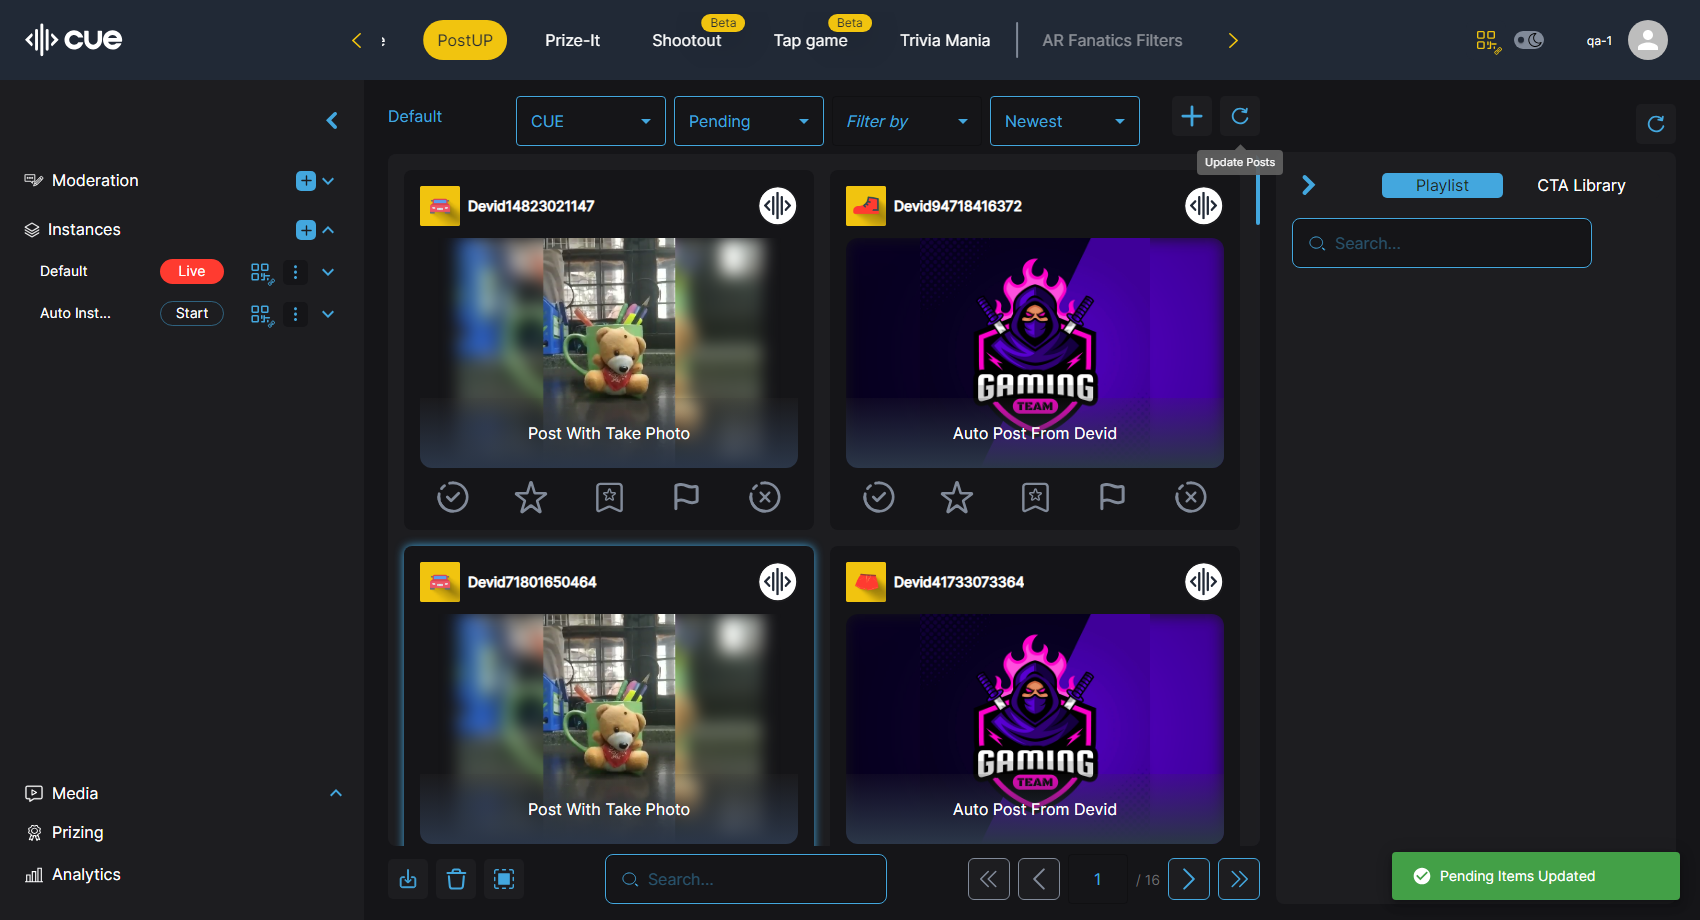 cue
PostUP
Prize-It
Shootout
Beta
Tap game
Beta
Trivia Mania
AR Fanatics Filters
qa-1
Default
CUE
Pending
Filter by
Newest
Update Posts
Moderation
Instances
Default
Live
Auto Inst...
Start
Devid14823021147
Post With Take Photo
Devid94718416372
GAMING
TEAM
Auto Post From Devid
Devid71801650464
Post With Take Photo
Devid41733073364
GAMING
TEAM
Auto Post From Devid
Playlist
CTA Library
Search...
Media
Prizing
Analytics
Search...
1
/ 16
Pending Items Updated